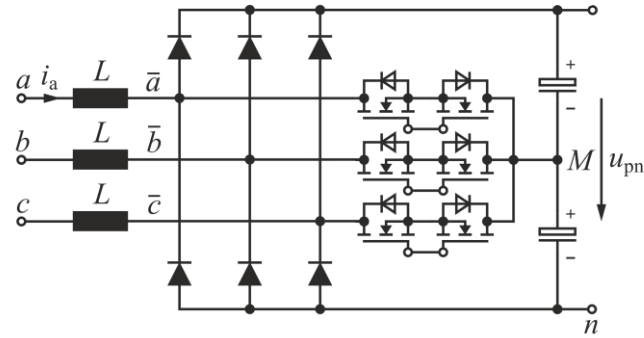 a i_a L a̅
+
−
b L b̅
M u_pn
c L c̅
+
−
n